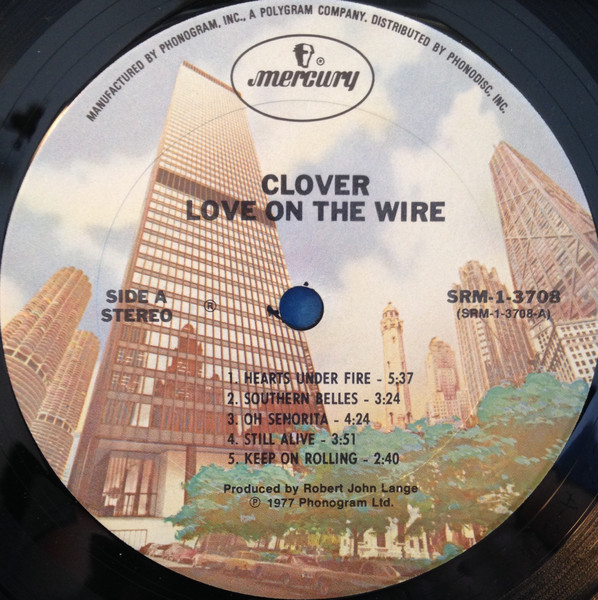 MANUFACTURED BY PHONOGRAM, INC., A POLYGRAM COMPANY. DISTRIBUTED BY PHONODISC, INC.
mercury ®
CLOVER
LOVE ON THE WIRE
SIDE A
STEREO
®
SRM-1-3708
(SRM-1-3708-A)
1. HEARTS UNDER FIRE - 5:37
2. SOUTHERN BELLES - 3:24
3. OH SENORITA - 4:24
4. STILL ALIVE - 3:51
5. KEEP ON ROLLING - 2:40
Produced by Robert John Lange
℗ 1977 Phonogram Ltd.